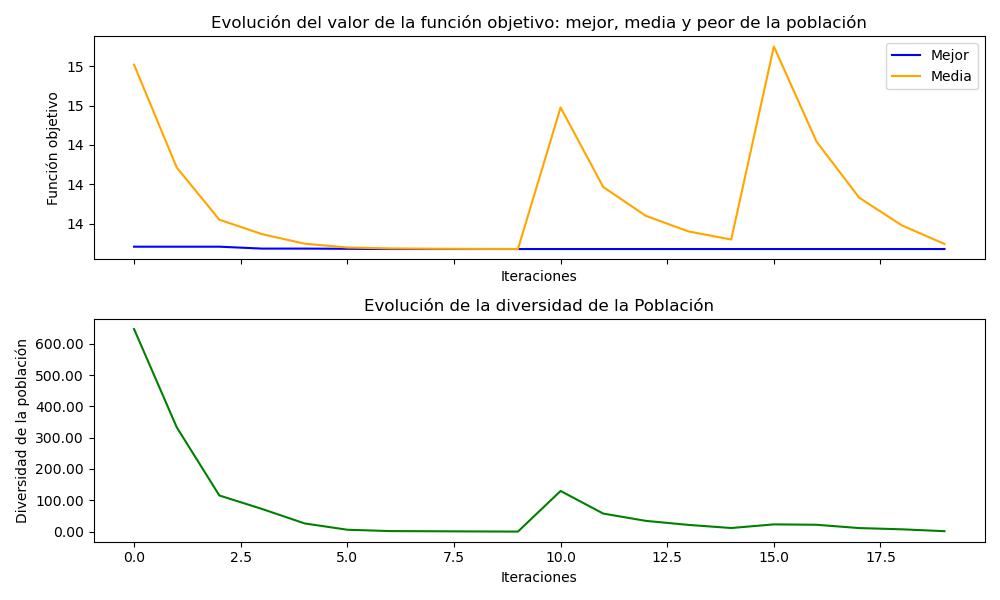 Evolución del valor de la función objetivo: mejor, media y peor de la población
Mejor
Media
15
15
14
14
14
Función objetivo
Iteraciones
Evolución de la diversidad de la Población
600.00
500.00
400.00
300.00
200.00
100.00
0.00
Diversidad de la población
0.0 2.5 5.0 7.5 10.0 12.5 15.0 17.5
Iteraciones